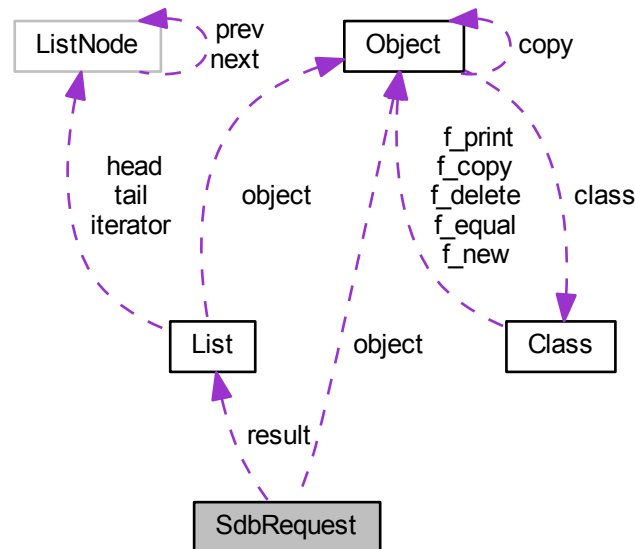 ListNode
prev
next
Object
copy
head
tail
iterator
object
f_print
f_copy
f_delete
f_equal
f_new
class
List
object
Class
result
SdbRequest